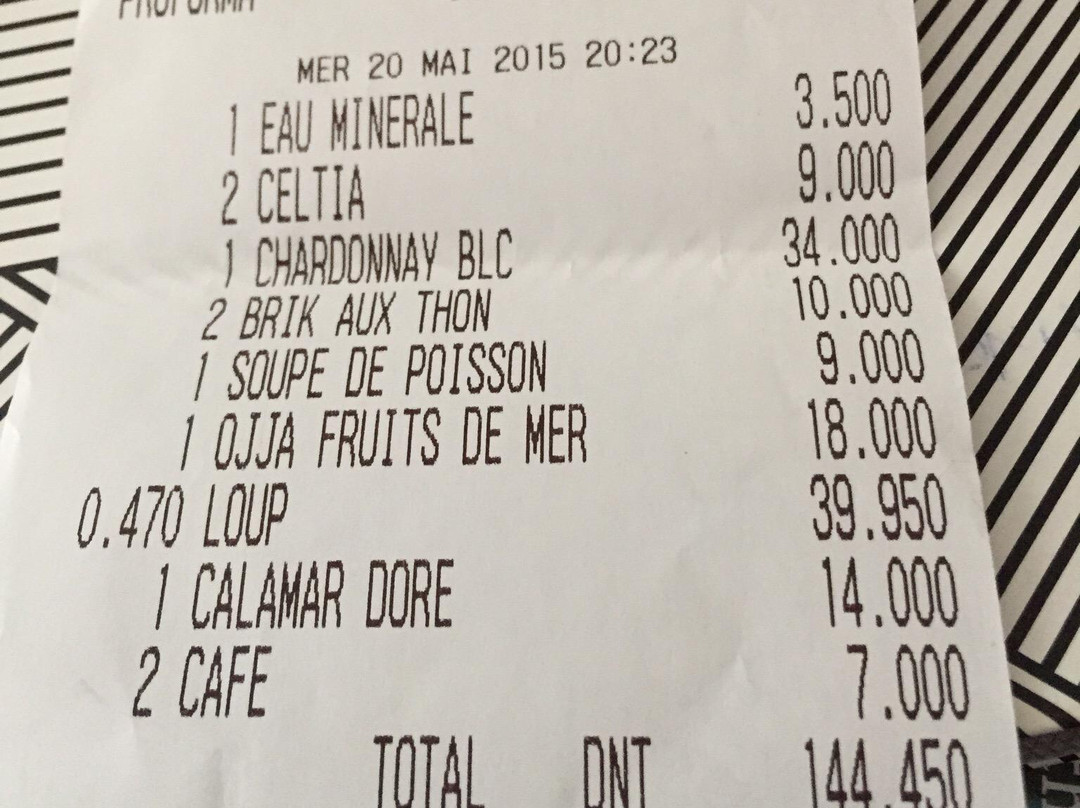 PROFORMA
MER 20 MAI 2015 20:23
1 EAU MINERALE 3.500
2 CELTIA 9.000
1 CHARDONNAY BLC 34.000
2 BRIK AUX THON 10.000
1 SOUPE DE POISSON 9.000
1 OJJA FRUITS DE MER 18.000
0.470 LOUP 39.950
1 CALAMAR DORE 14.000
2 CAFE 7.000
TOTAL DNT 144.450